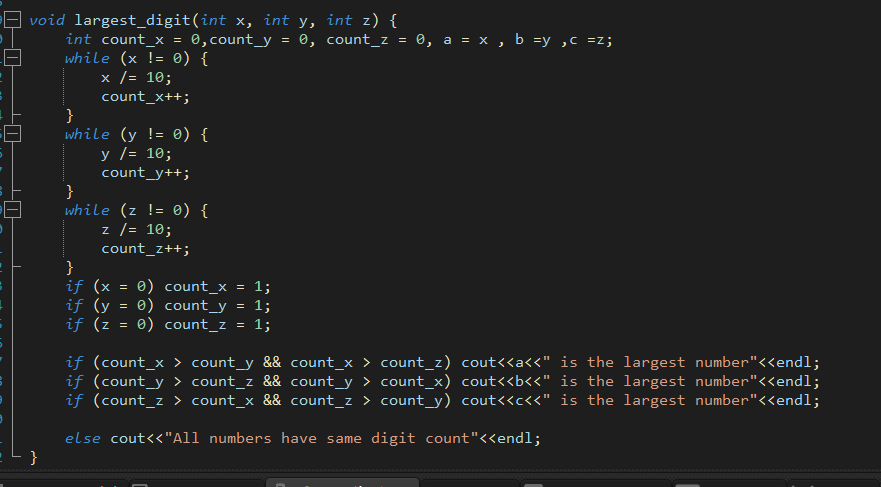 void largest_digit(int x, int y, int z) {
int count_x = 0,count_y = 0, count_z = 0, a = x , b =y ,c =z;
while (x != 0) {
x /= 10;
count_x++;
}
while (y != 0) {
y /= 10;
count_y++;
}
while (z != 0) {
z /= 10;
count_z++;
}
if (x = 0) count_x = 1;
if (y = 0) count_y = 1;
if (z = 0) count_z = 1;
if (count_x > count_y && count_x > count_z) cout<<a<<" is the largest number"<<endl;
if (count_y > count_z && count_y > count_x) cout<<b<<" is the largest number"<<endl;
if (count_z > count_x && count_z > count_y) cout<<c<<" is the largest number"<<endl;
else cout<<"All numbers have same digit count"<<endl;
}